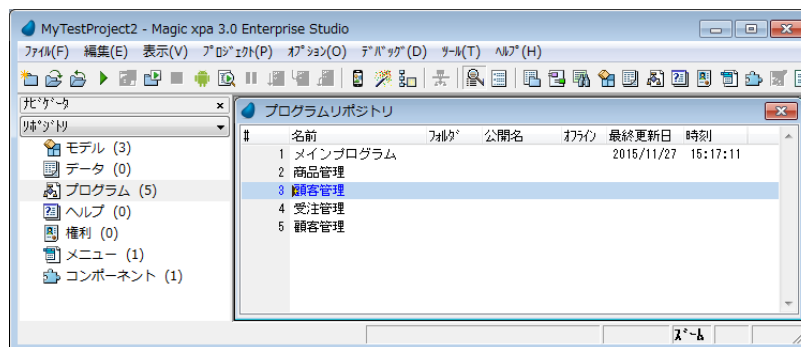 MyTestProject2 - Magic xpa 3.0 Enterprise Studio
ﾌｧｲﾙ(F) 編集(E) 表示(V) ﾌﾟﾛｼﾞｪｸﾄ(P) ｵﾌﾟｼｮﾝ(O) ﾃﾞﾊﾞｯｸﾞ(D) ﾂｰﾙ(T) ﾍﾙﾌﾟ(H)
ﾅﾋﾞｹﾞｰﾀ
ﾘﾎﾟｼﾞﾄﾘ
モデル (3)
データ (0)
プログラム (5)
ヘルプ (0)
権利 (0)
メニュー (1)
コンポーネント (1)
プログラムリポジトリ
# 名前 ﾌｫﾙﾀﾞ 公開名 ｵﾌﾗｲﾝ 最終更新日 時刻
1 メインプログラム 2015/11/27 15:17:11
2 商品管理
3 顧客管理
4 受注管理
5 顧客管理
ｽﾞｰﾑ